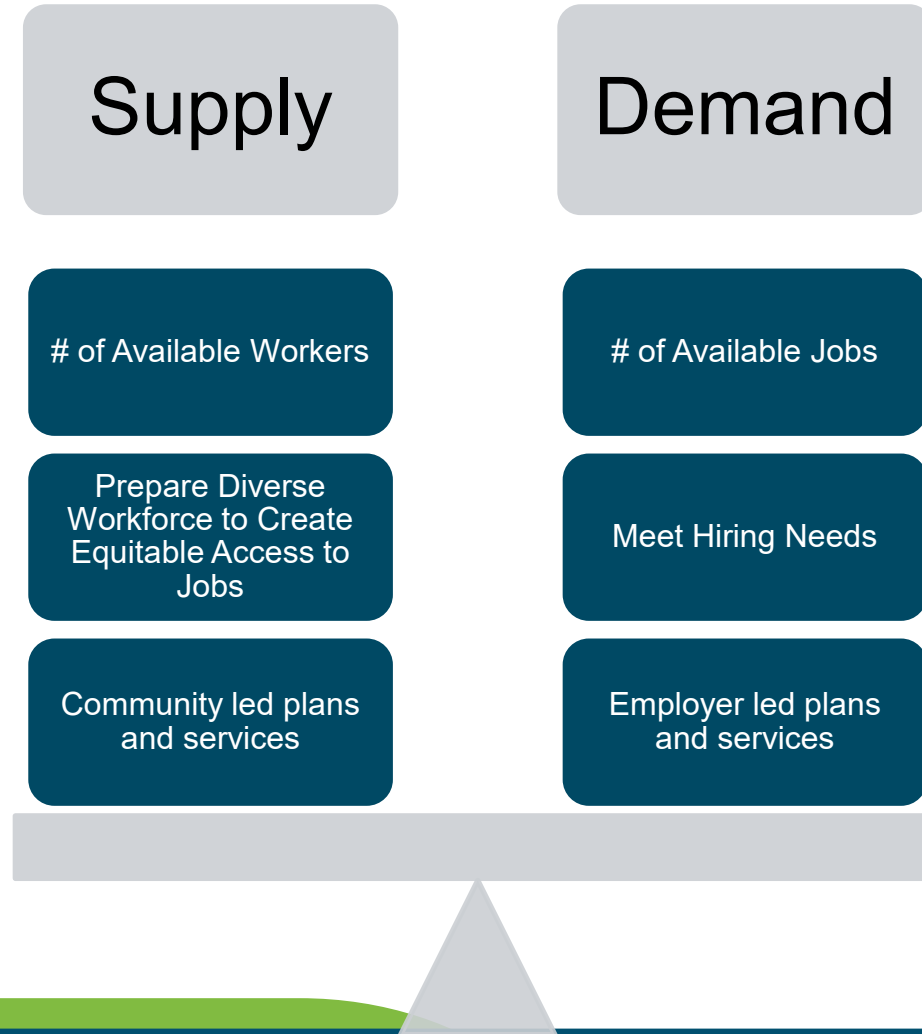 Supply
Demand
# of Available Workers
# of Available Jobs
Prepare Diverse
Workforce to Create
Equitable Access to
Jobs
Meet Hiring Needs
Community led plans
and services
Employer led plans
and services